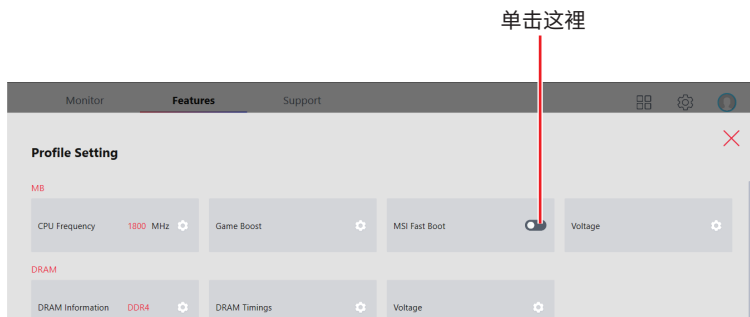 单击这裡
Monitor Features Support
Profile Setting
MB
CPU Frequency 1800 MHz Game Boost MSI Fast Boot Voltage
DRAM
DRAM Information DDR4 DRAM Timings Voltage